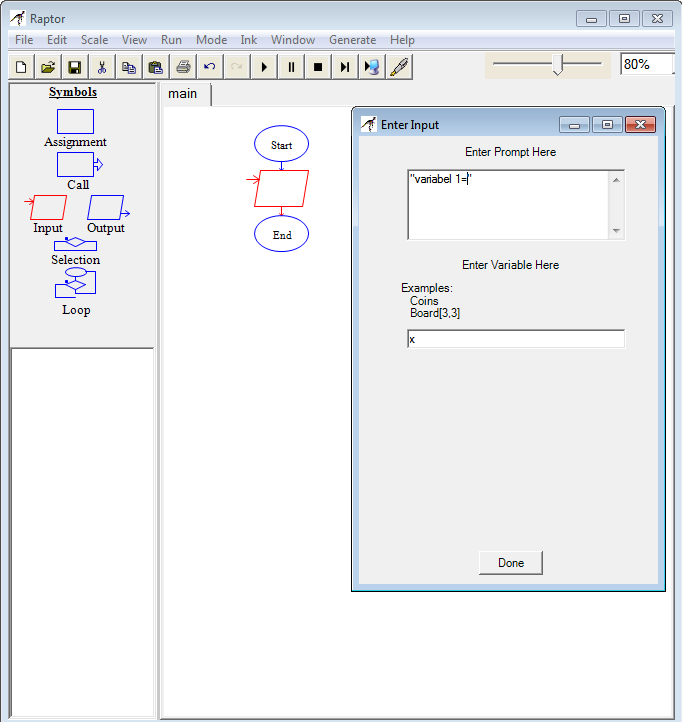 Raptor
File Edit Scale View Run Mode Ink Window Generate Help
80%
Symbols
Assignment
Call
Input Output
Selection
Loop
main
Start
End
Enter Input
Enter Prompt Here
"variabel 1="
Enter Variable Here
Examples:
Coins
Board[3,3]
x
Done